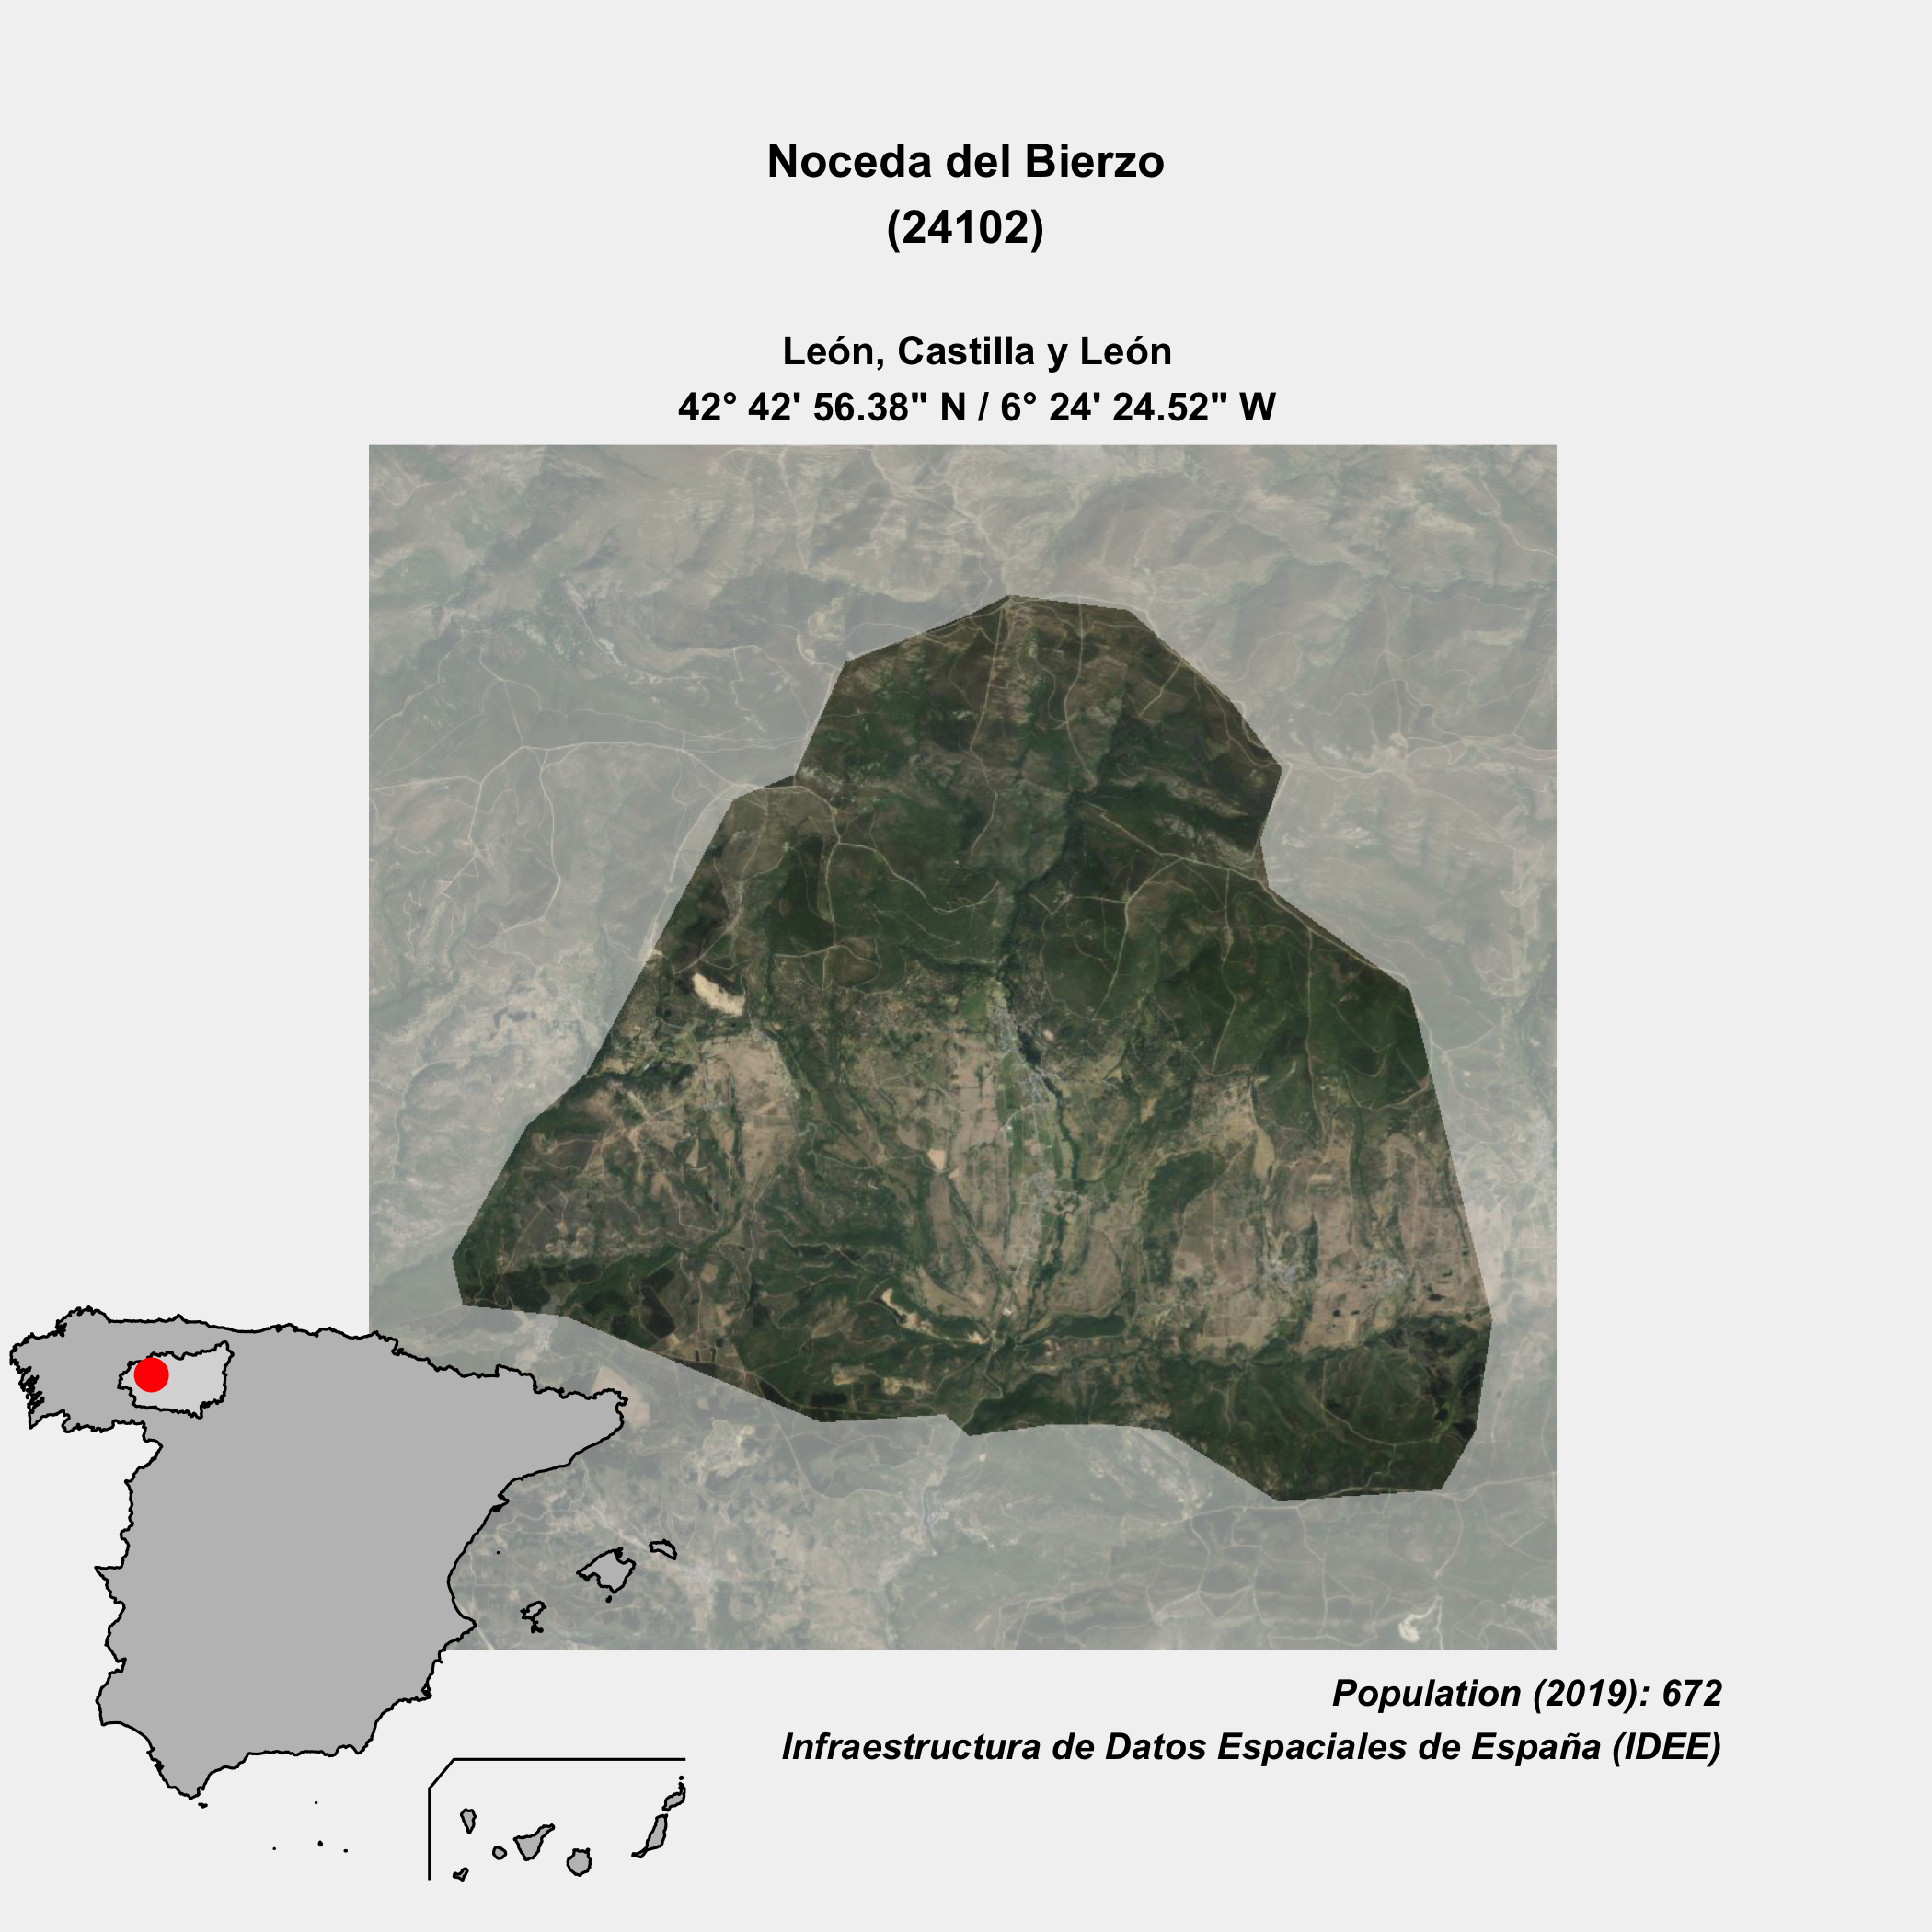 Noceda del Bierzo
(24102)
León, Castilla y León
42° 42' 56.38" N / 6° 24' 24.52" W
Population (2019): 672
Infraestructura de Datos Espaciales de España (IDEE)